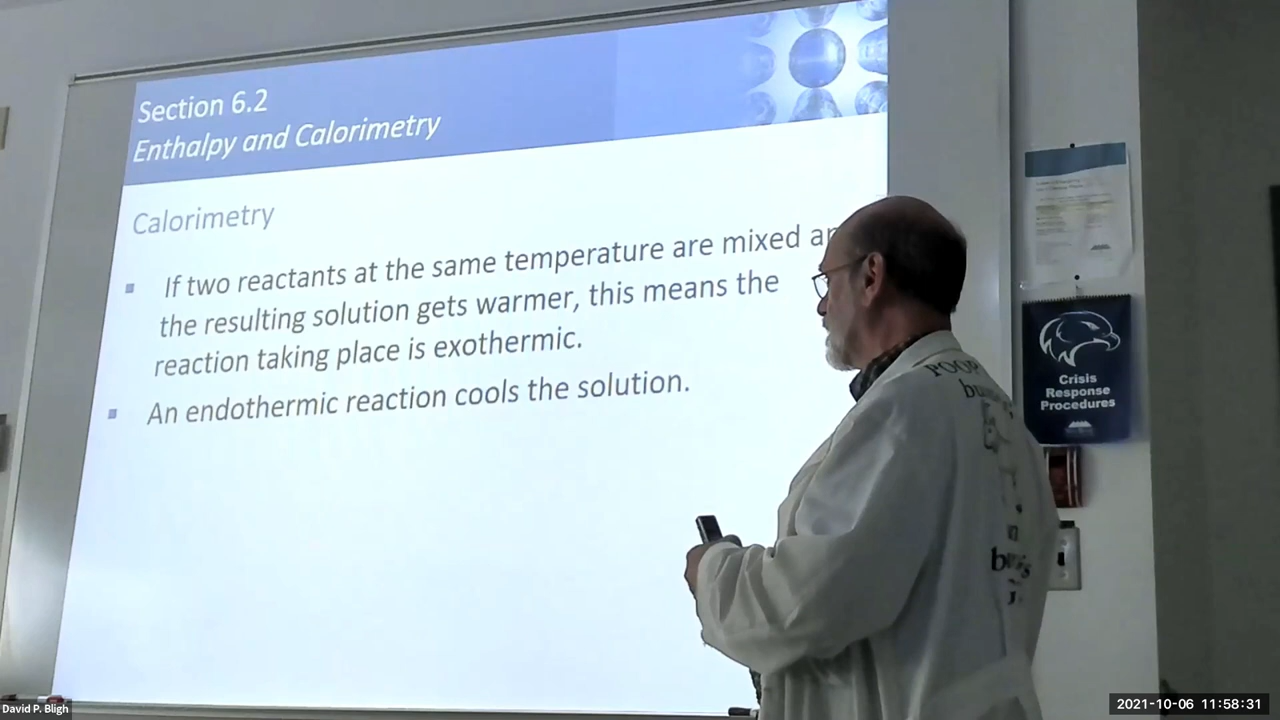 Section 6.2
Enthalpy and Calorimetry
Calorimetry
▪ If two reactants at the same temperature are mixed
the resulting solution gets warmer, this means the
reaction taking place is exothermic.
▪ An endothermic reaction cools the solution.
Crisis
Response
Procedures
David P. Bligh
2021-10-06 11:58:31